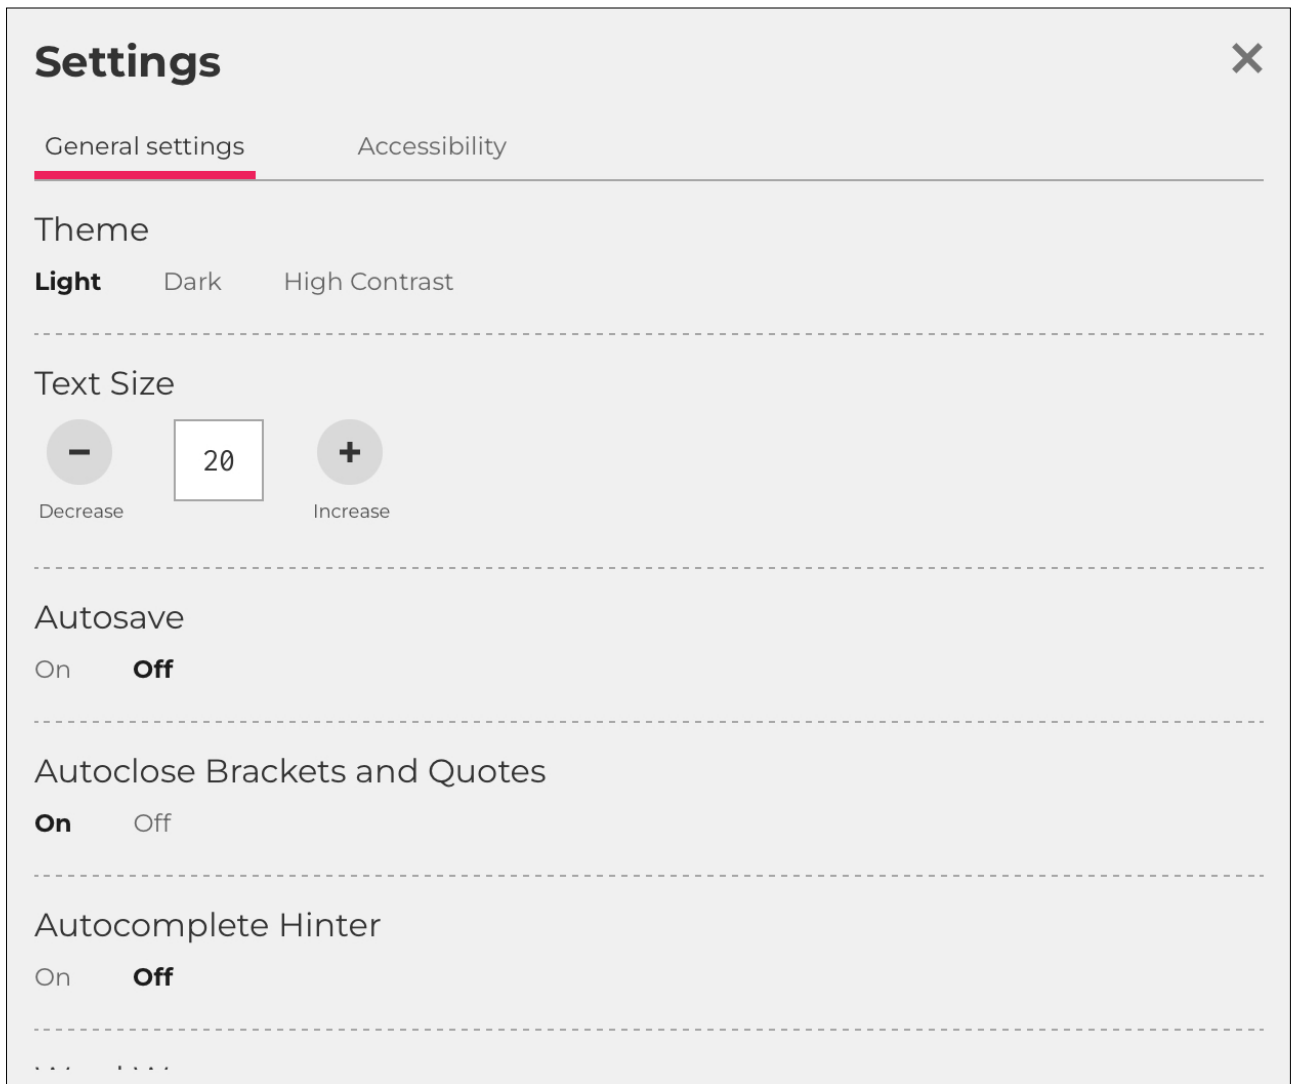 Settings
General settings Accessibility
Theme
Light Dark High Contrast
Text Size
20
Decrease Increase
Autosave
On Off
Autoclose Brackets and Quotes
On Off
Autocomplete Hinter
On Off